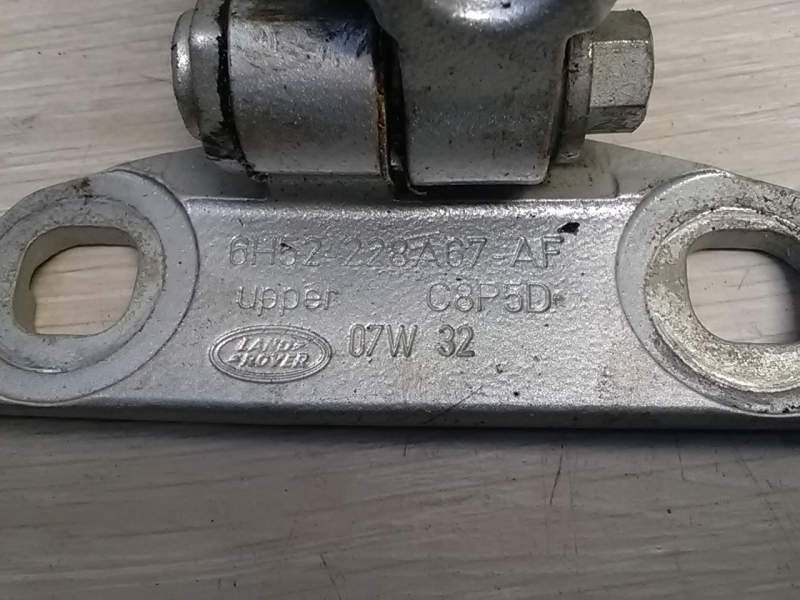 6H52-228A67-AF
upper C8P5D
LAND-
ROVER
07W 32